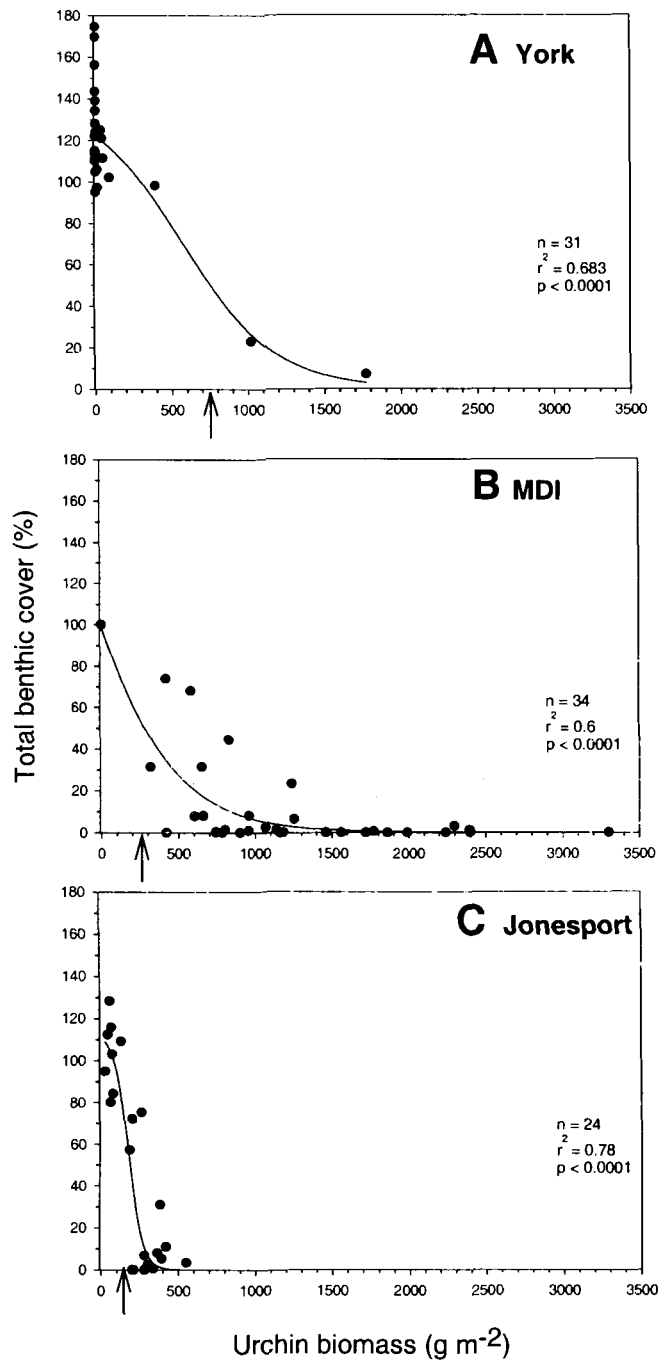 A York
180
160
140
120
100
80
60
40
20
0
n = 31
r² = 0.683
p < 0.0001
0 500 1000 1500 2000 2500 3000 3500
B MDI
180
160
140
120
100
80
60
40
20
0
n = 34
r² = 0.6
p < 0.0001
0 500 1000 1500 2000 2500 3000 3500
Total benthic cover (%)
C Jonesport
180
160
140
120
100
80
60
40
20
0
n = 24
r² = 0.78
p < 0.0001
0 500 1000 1500 2000 2500 3000 3500
Urchin biomass (g m-2)